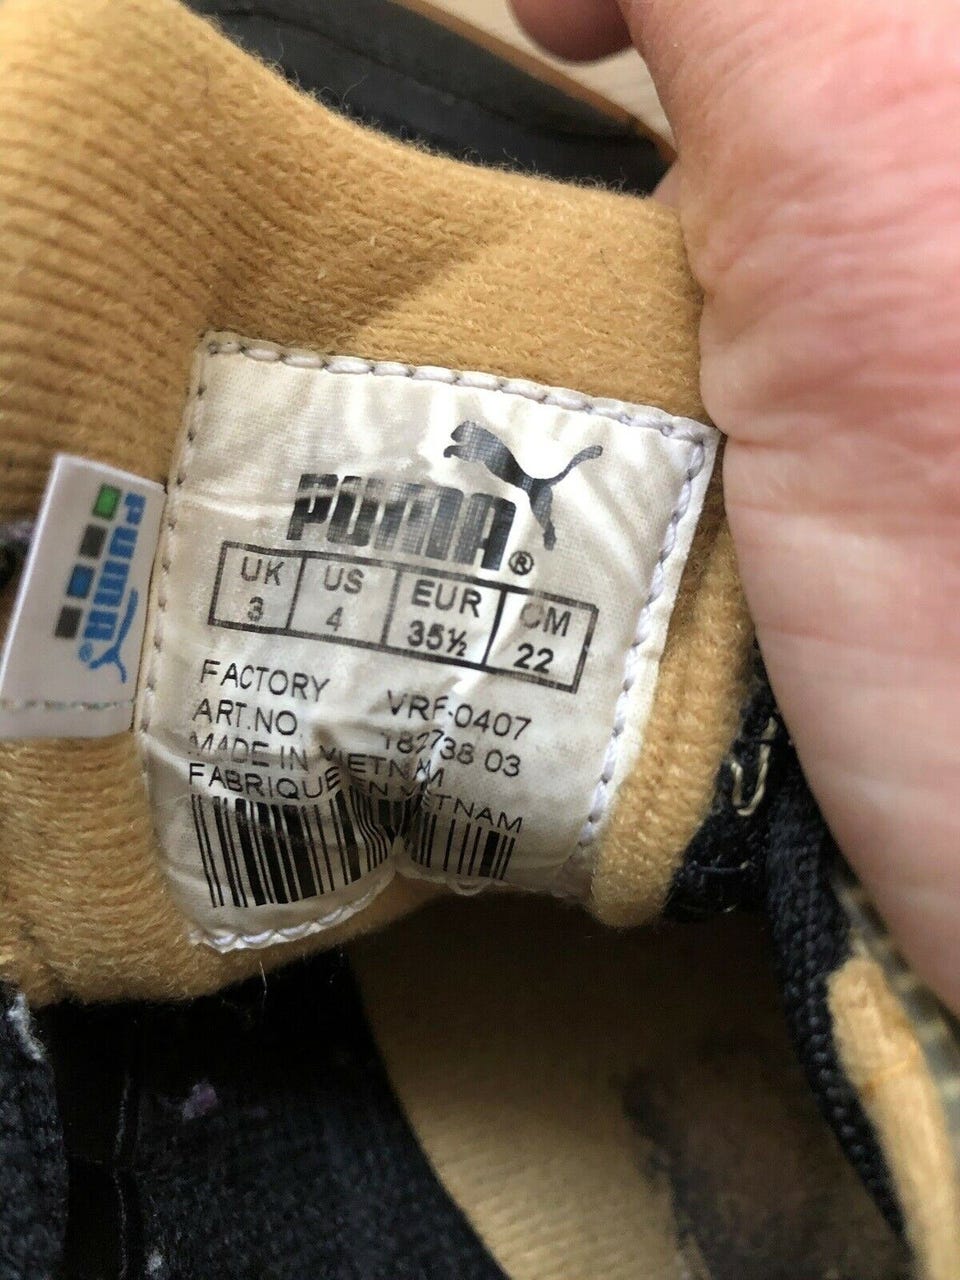 PUMA®
UK US EUR CM
3 4 35½ 22
FACTORY VRF-0407
ART.NO. 182738 03
MADE IN VIETNAM
FABRIQUE EN VIETNAM
PUMA